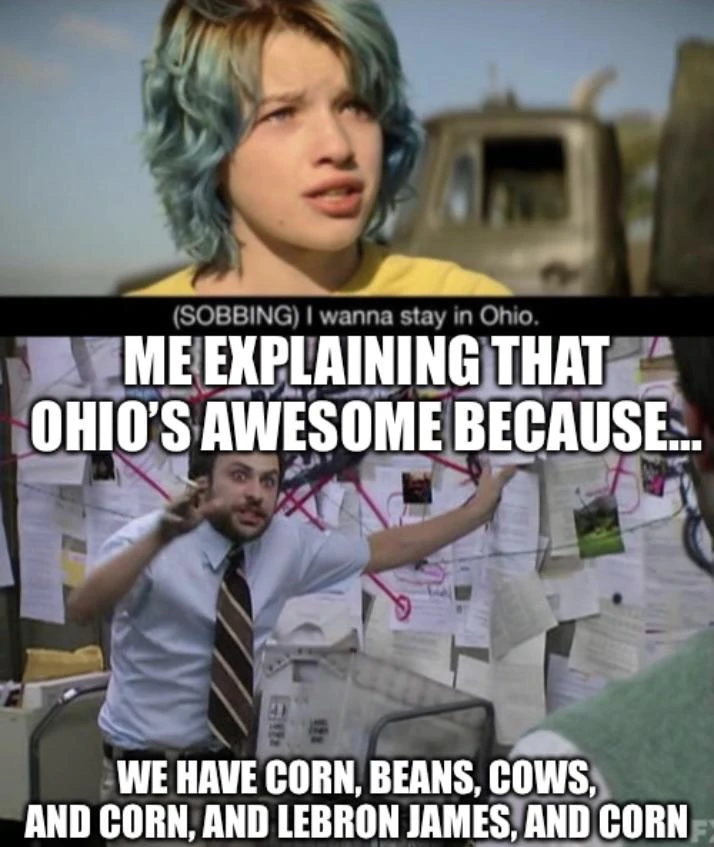 (SOBBING) I wanna stay in Ohio.
ME EXPLAINING THAT
OHIO'S AWESOME BECAUSE...
WE HAVE CORN, BEANS, COWS,
AND CORN, AND LEBRON JAMES, AND CORN
FX